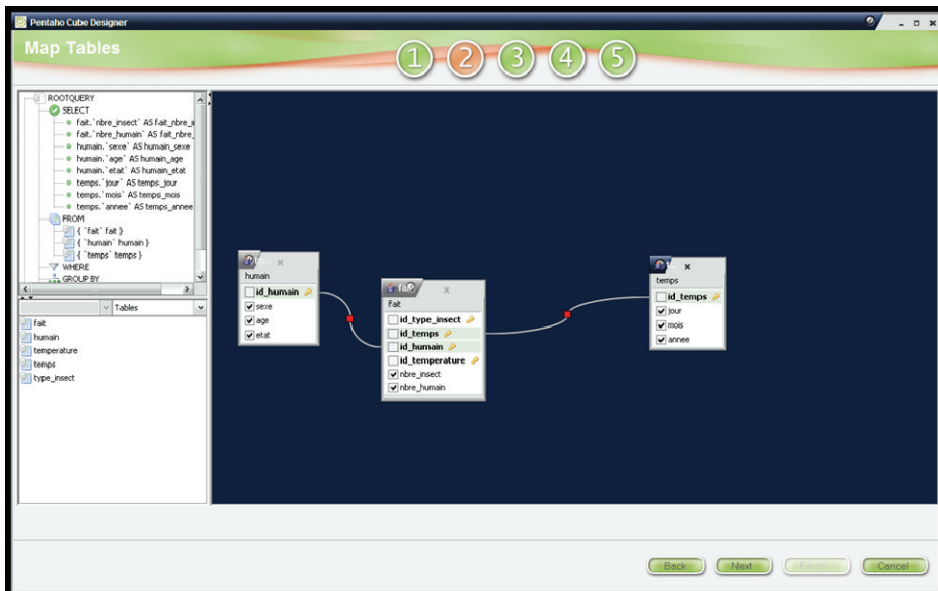 Pentaho Cube Designer
Map Tables
1 2 3 4 5
ROOTQUERY
SELECT
fait.`nbre_insect` AS fait_nbre_i
fait.`nbre_humain` AS fait_nbre_
humain.`sexe` AS humain_sexe
humain.`age` AS humain_age
humain.`etat` AS humain_etat
temps.`jour` AS temps_jour
temps.`mois` AS temps_mois
temps.`annee` AS temps_annee
FROM
{ `fait` fait }
{ `humain` humain }
{ `temps` temps }
WHERE
GROUP BY
Tables
fait
humain
temperature
temps
type_insect
humain
id_humain
sexe
age
etat
fait
Fait
id_type_insect
id_temps
id_humain
id_temperature
nbre_insect
nbre_humain
temps
id_temps
jour
mois
annee
Back
Next
Finish
Cancel